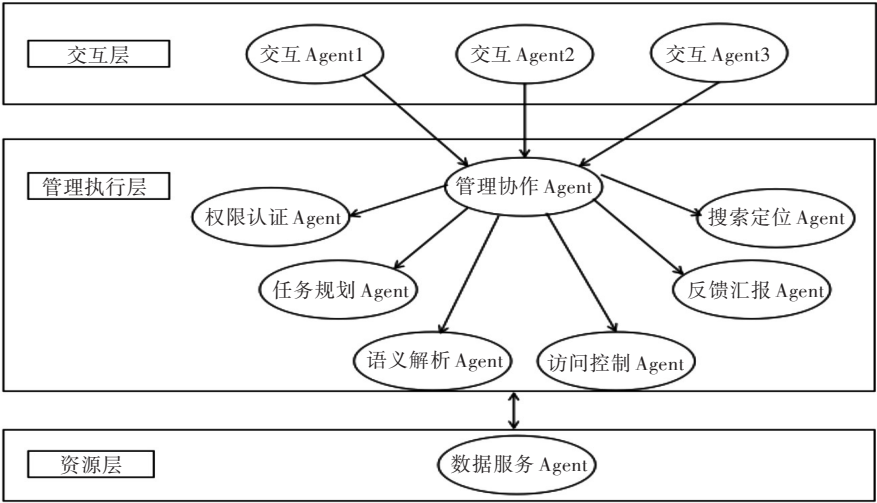 交互层
交互 Agent1
交互 Agent2
交互 Agent3
管理执行层
管理协作 Agent
权限认证 Agent
搜索定位 Agent
任务规划 Agent
反馈汇报 Agent
语义解析 Agent
访问控制 Agent
资源层
数据服务 Agent